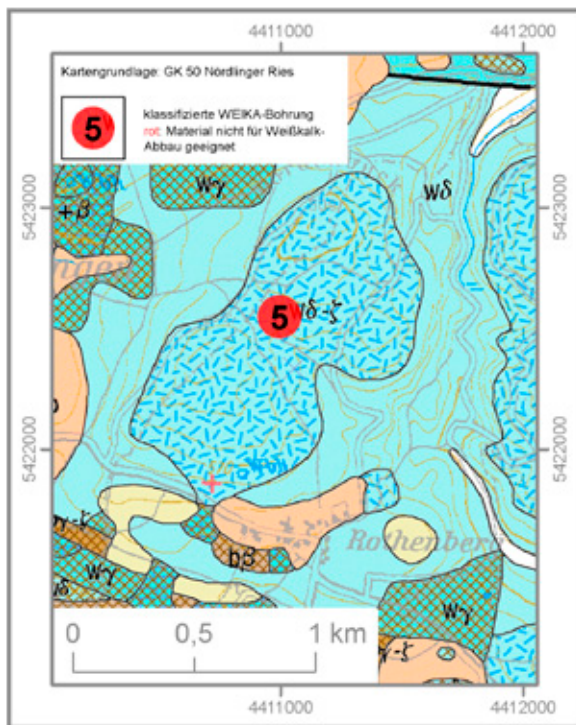 4411000 4412000
Kartengrundlage: GK 50 Nördlinger Ries
5
klassifizierte WEIKA-Bohrung
rot: Material nicht für Weißkalk-
Abbau geeignet
Wγ
Wδ
5423000
5423000
+β
5 Wδ-ζ
5422000
5422000
Rothenberg
bβ
γ-ζ
Wγ
Wγ
δ
γ-ζ
0 0,5 1 km
4411000 4412000